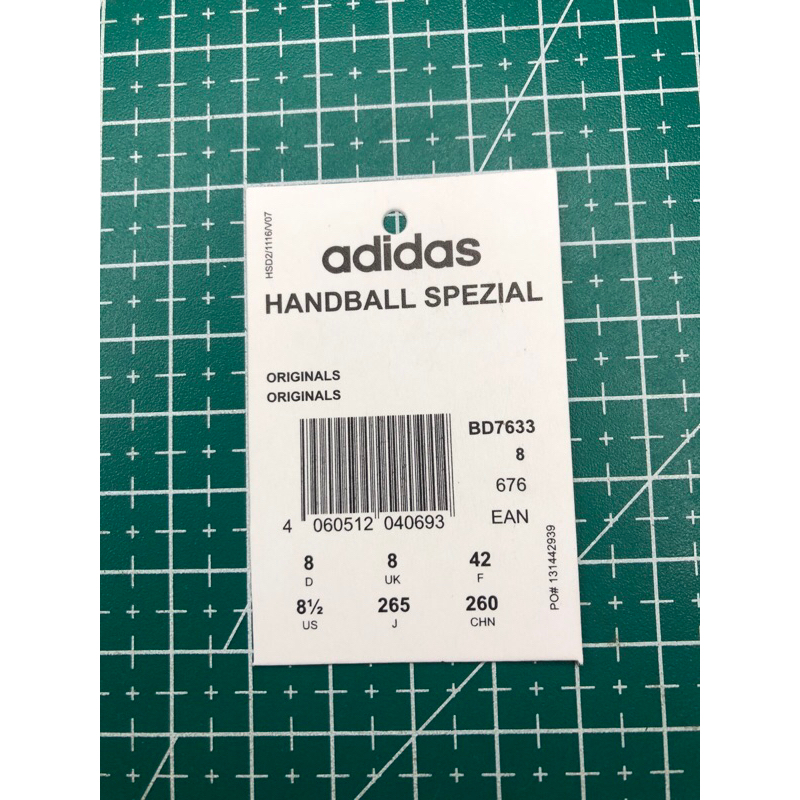 HSD2/1116/V07
adidas
HANDBALL SPEZIAL
ORIGINALS
ORIGINALS
BD7633
8
676
EAN
4 060512 040693
8 8 42
D UK F
8½ 265 260
US J CHN
PO# 131442939